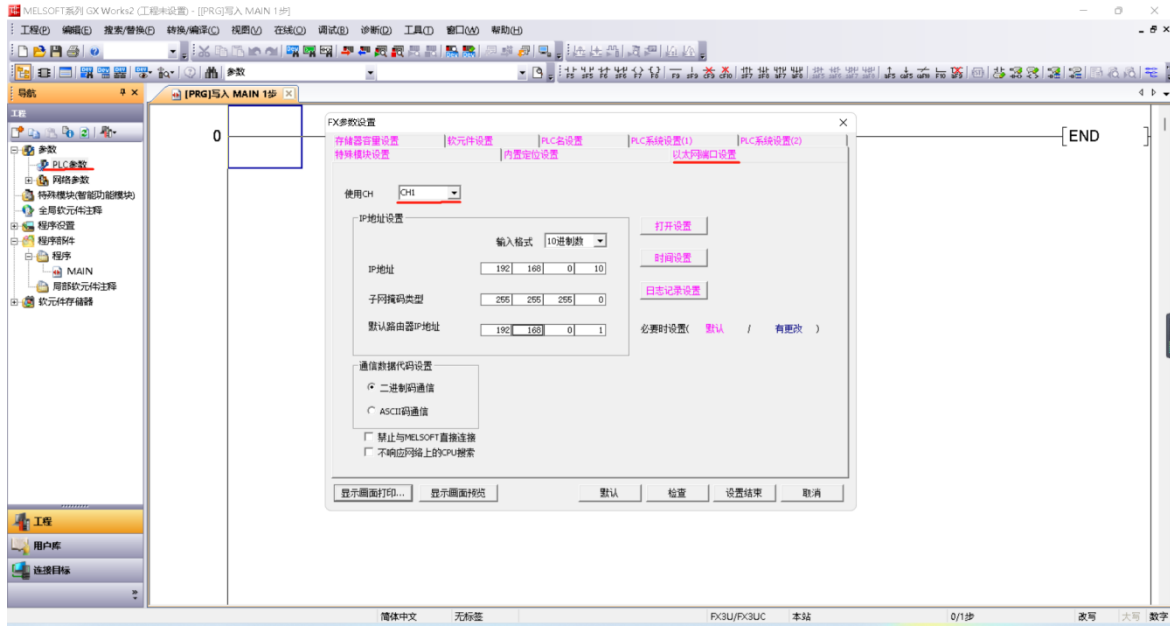 MELSOFT系列 GX Works2 (工程未设置) - [[PRG]写入 MAIN 1步]
工程(P) 编辑(E) 搜索/替换(F) 转换/编译(C) 视图(V) 在线(O) 调试(B) 诊断(D) 工具(T) 窗口(W) 帮助(H)
参数
导航
[PRG]写入 MAIN 1步
工程
参数
PLC参数
网络参数
特殊模块(智能功能模块)
全局软元件注释
程序设置
程序部件
程序
MAIN
局部软元件注释
软元件存储器
工程
用户库
连接目标
0
[END ]
FX参数设置
存储器容量设置 软元件设置 PLC名设置 PLC系统设置(1) PLC系统设置(2)
特殊模块设置 内置定位设置 以太网端口设置
使用CH CH1
IP地址设置
输入格式 10进制数
IP地址 192 168 0 10
子网掩码类型 255 255 255 0
默认路由器IP地址 192 168 0 1
打开设置
时间设置
日志记录设置
必要时设置( 默认 / 有更改 )
通信数据代码设置
二进制码通信
ASCII码通信
禁止与MELSOFT直接连接
不响应网络上的CPU搜索
显示画面打印... 显示画面预览 默认 检查 设置结束 取消
简体中文 无标签 FX3U/FX3UC 本站 0/1步 改写 大写 数字